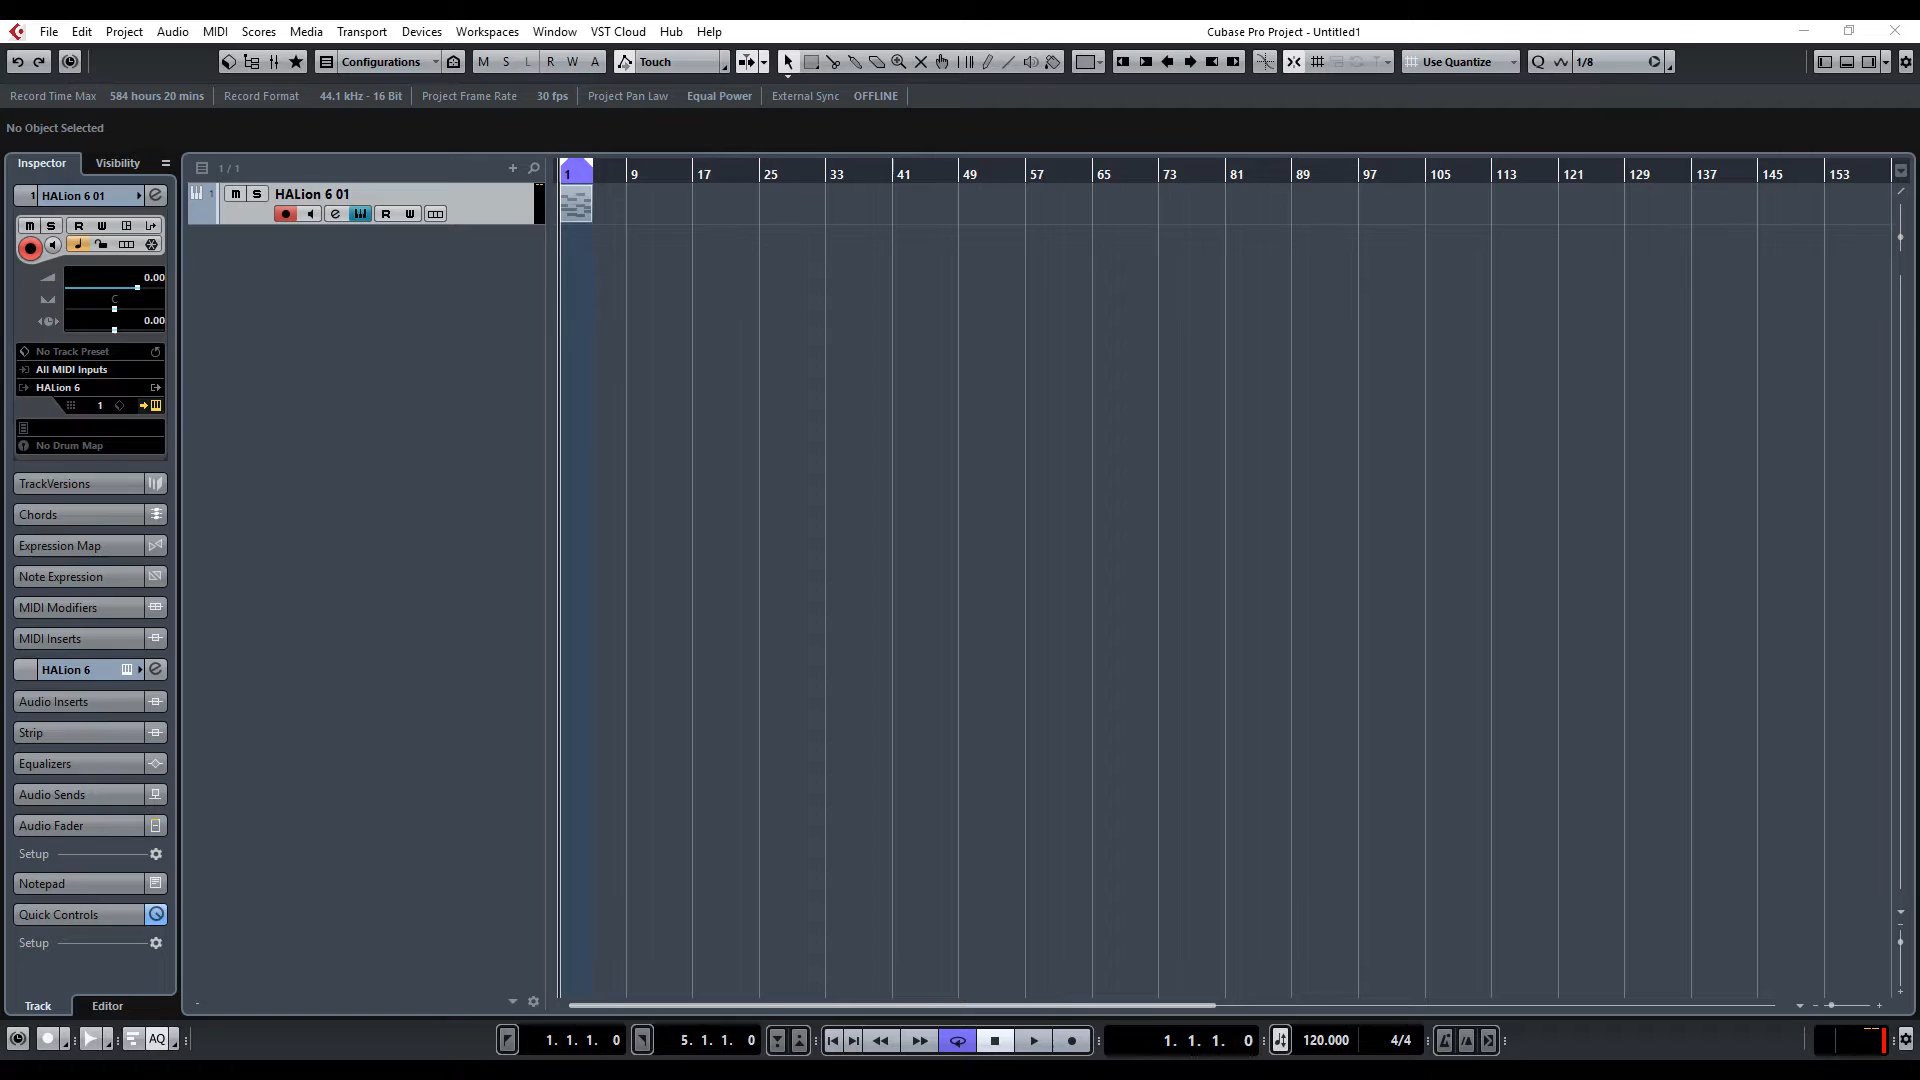 File Edit Project Audio MIDI Scores Media Transport Devices Workspaces Window VST Cloud Hub Help Cubase Pro Project - Untitled1
Configurations M S L R W A Touch Use Quantize Q 1/8
Record Time Max 584 hours 20 mins Record Format 44.1 kHz - 16 Bit Project Frame Rate 30 fps Project Pan Law Equal Power External Sync OFFLINE
No Object Selected
Inspector Visibility 1 / 1 1 9 17 25 33 41 49 57 65 73 81 89 97 105 113 121 129 137 145 153
1 HALion 6 01 1 M S HALion 6 01
R W
M S R W
0.00
C
0.00
No Track Preset
All MIDI Inputs
HALion 6
1
No Drum Map
TrackVersions
Chords
Expression Map
Note Expression
MIDI Modifiers
MIDI Inserts
HALion 6
Audio Inserts
Strip
Equalizers
Audio Sends
Audio Fader
Setup
Notepad
Quick Controls
Setup
Track Editor
AQ 1. 1. 1. 0 5. 1. 1. 0 1. 1. 1. 0 120.000 4/4